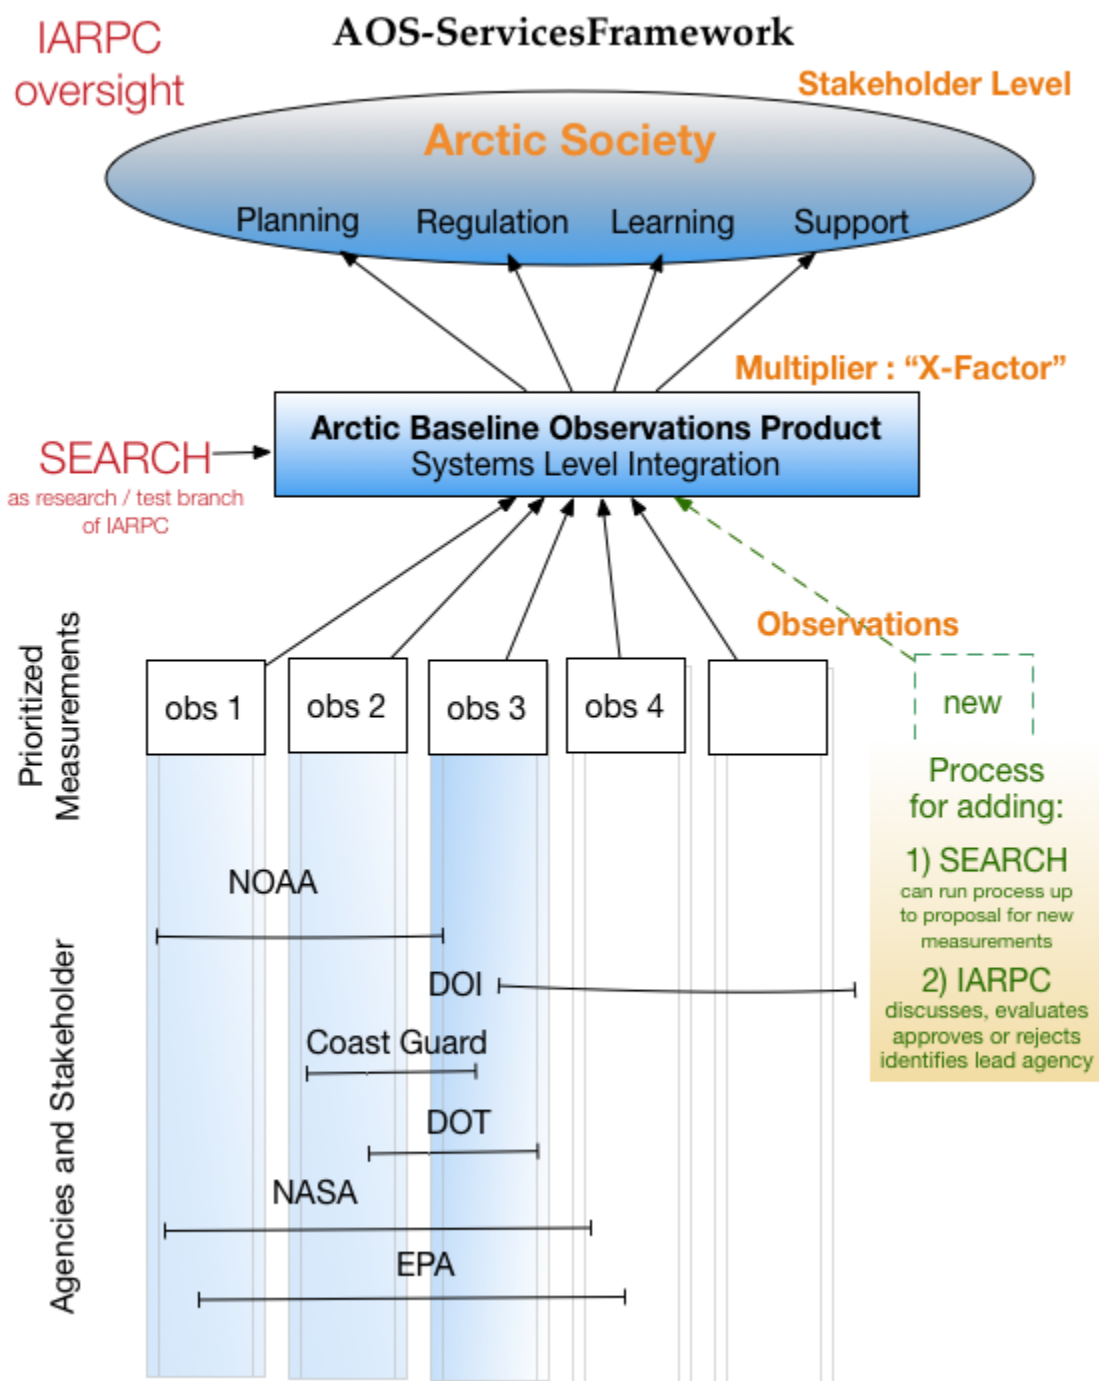 IARPC
oversight
AOS-ServicesFramework
Stakeholder Level
Arctic Society
Planning
Regulation
Learning
Support
Multiplier : “X-Factor”
Arctic Baseline Observations Product
Systems Level Integration
SEARCH
as research / test branch
of IARPC
Observations
Prioritized
Measurements
obs 1
obs 2
obs 3
obs 4
new
Process
for adding:
1) SEARCH
can run process up
to proposal for new
measurements
2) IARPC
discusses, evaluates
approves or rejects
identifies lead agency
Agencies and Stakeholder
NOAA
DOI
Coast Guard
DOT
NASA
EPA